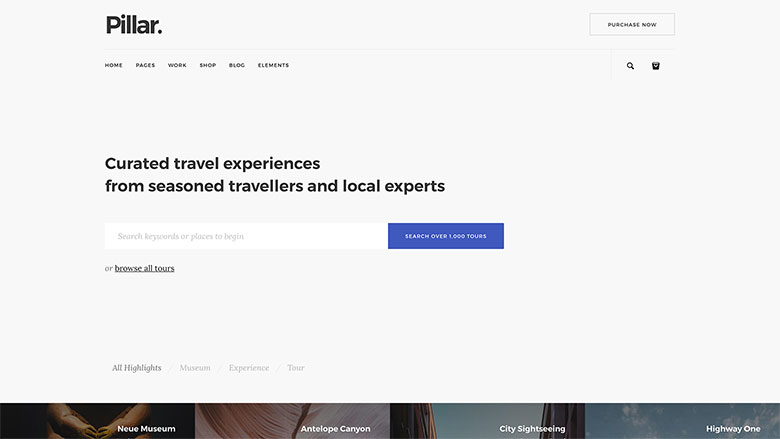 Pillar.
PURCHASE NOW
HOME PAGES WORK SHOP BLOG ELEMENTS
Curated travel experiences
from seasoned travellers and local experts
Search keywords or places to begin
SEARCH OVER 1,000 TOURS
or browse all tours
All Highlights / Museum / Experience / Tour
Neue Museum Antelope Canyon City Sightseeing Highway One